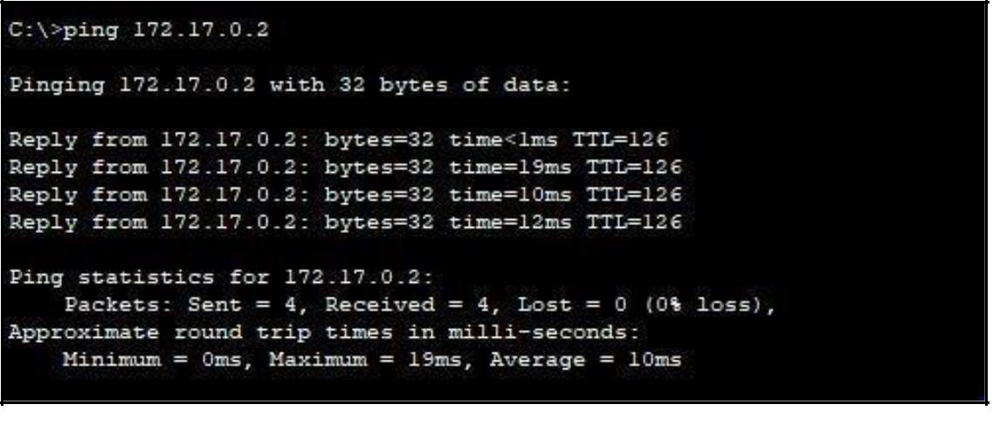 C:\>ping 172.17.0.2
Pinging 172.17.0.2 with 32 bytes of data:
Reply from 172.17.0.2: bytes=32 time<1ms TTL=126
Reply from 172.17.0.2: bytes=32 time=19ms TTL=126
Reply from 172.17.0.2: bytes=32 time=10ms TTL=126
Reply from 172.17.0.2: bytes=32 time=12ms TTL=126
Ping statistics for 172.17.0.2:
Packets: Sent = 4, Received = 4, Lost = 0 (0% loss),
Approximate round trip times in milli-seconds:
Minimum = 0ms, Maximum = 19ms, Average = 10ms